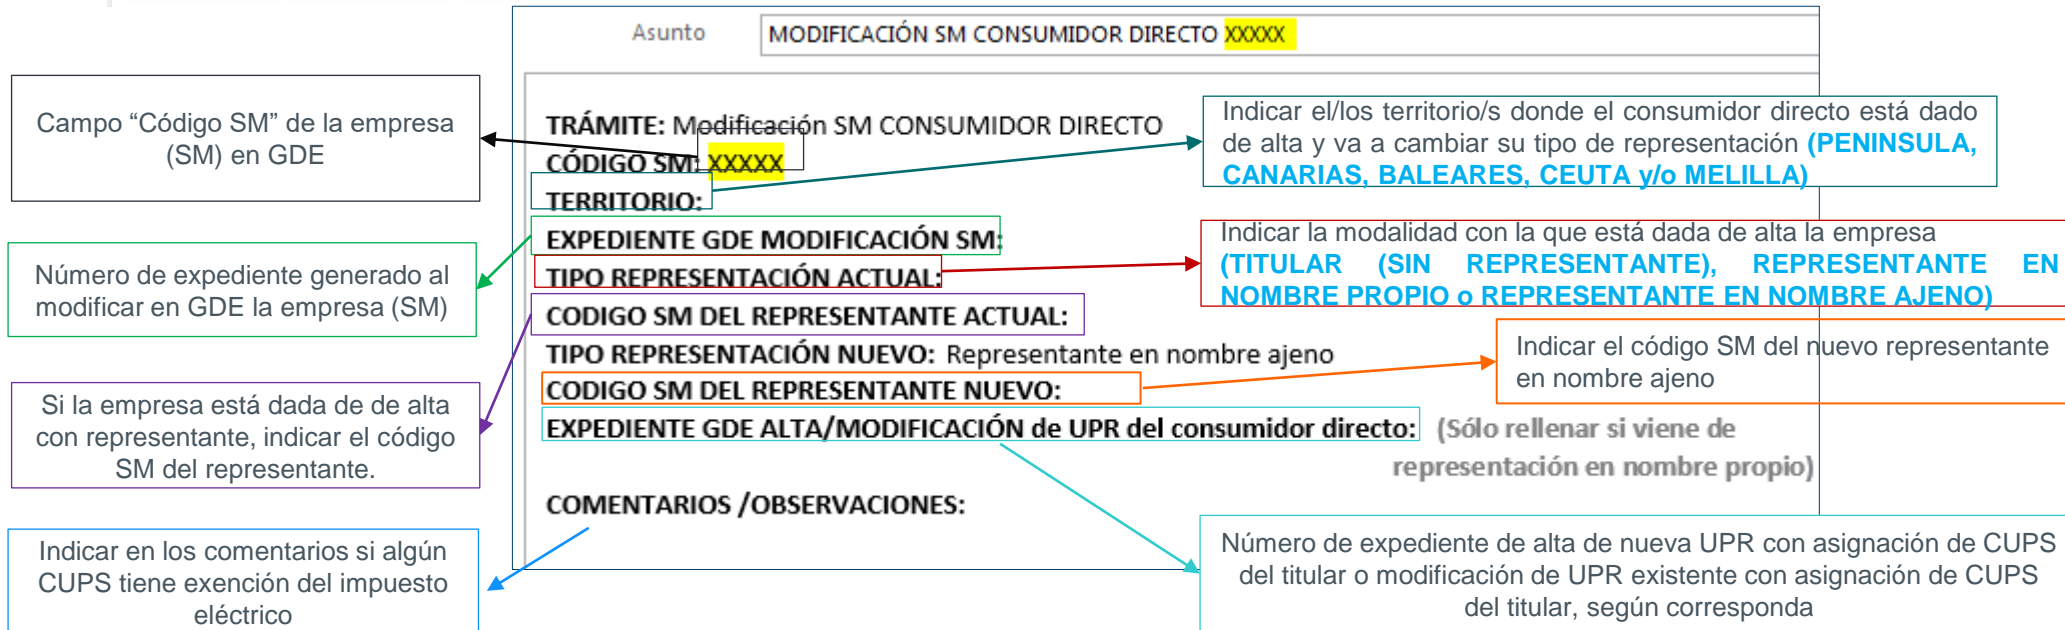 Asunto
MODIFICACIÓN SM CONSUMIDOR DIRECTO XXXXX
Campo “Código SM” de la empresa
(SM) en GDE
Número de expediente generado al
modificar en GDE la empresa (SM)
Si la empresa está dada de de alta
con representante, indicar el código
SM del representante.
Indicar en los comentarios si algún
CUPS tiene exención del impuesto
eléctrico
TRÁMITE: Modificación SM CONSUMIDOR DIRECTO
CÓDIGO SM: XXXXX
TERRITORIO:
EXPEDIENTE GDE MODIFICACIÓN SM:
TIPO REPRESENTACIÓN ACTUAL:
CODIGO SM DEL REPRESENTANTE ACTUAL:
TIPO REPRESENTACIÓN NUEVO: Representante en nombre ajeno
CODIGO SM DEL REPRESENTANTE NUEVO:
EXPEDIENTE GDE ALTA/MODIFICACIÓN de UPR del consumidor directo: (Sólo rellenar si viene de
representación en nombre propio)
COMENTARIOS /OBSERVACIONES:
Indicar el/los territorio/s donde el consumidor directo está dado
de alta y va a cambiar su tipo de representación (PENINSULA,
CANARIAS, BALEARES, CEUTA y/o MELILLA)
Indicar la modalidad con la que está dada de alta la empresa
(TITULAR (SIN REPRESENTANTE), REPRESENTANTE EN
NOMBRE PROPIO o REPRESENTANTE EN NOMBRE AJENO)
Indicar el código SM del nuevo representante
en nombre ajeno
Número de expediente de alta de nueva UPR con asignación de CUPS
del titular o modificación de UPR existente con asignación de CUPS
del titular, según corresponda